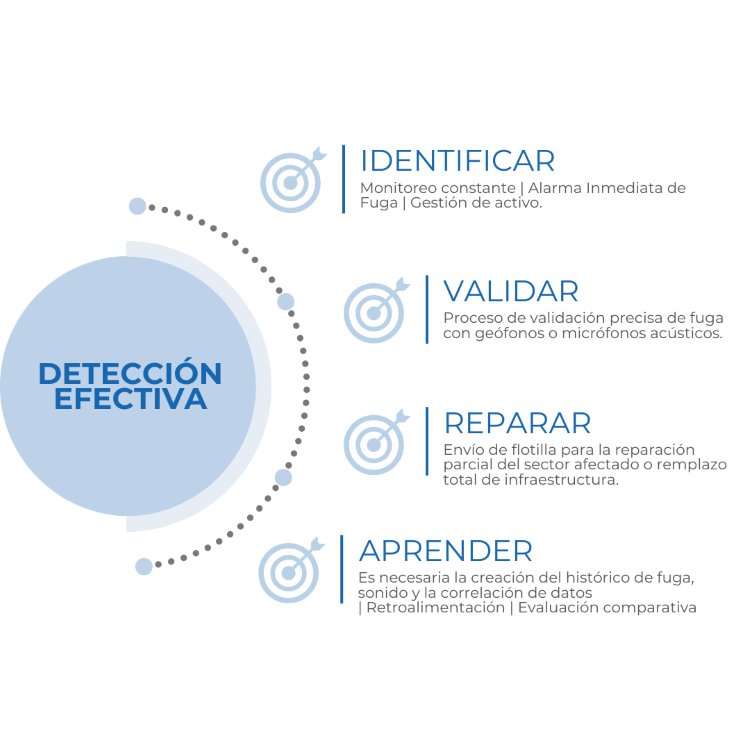 DETECCIÓN
EFECTIVA
IDENTIFICAR
Monitoreo constante | Alarma Inmediata de
Fuga | Gestión de activo.
VALIDAR
Proceso de validación precisa de fuga
con geófonos o micrófonos acústicos.
REPARAR
Envío de flotilla para la reparación
parcial del sector afectado o remplazo
total de infraestructura.
APRENDER
Es necesaria la creación del histórico de fuga,
sonido y la correlación de datos
| Retroalimentación | Evaluación comparativa